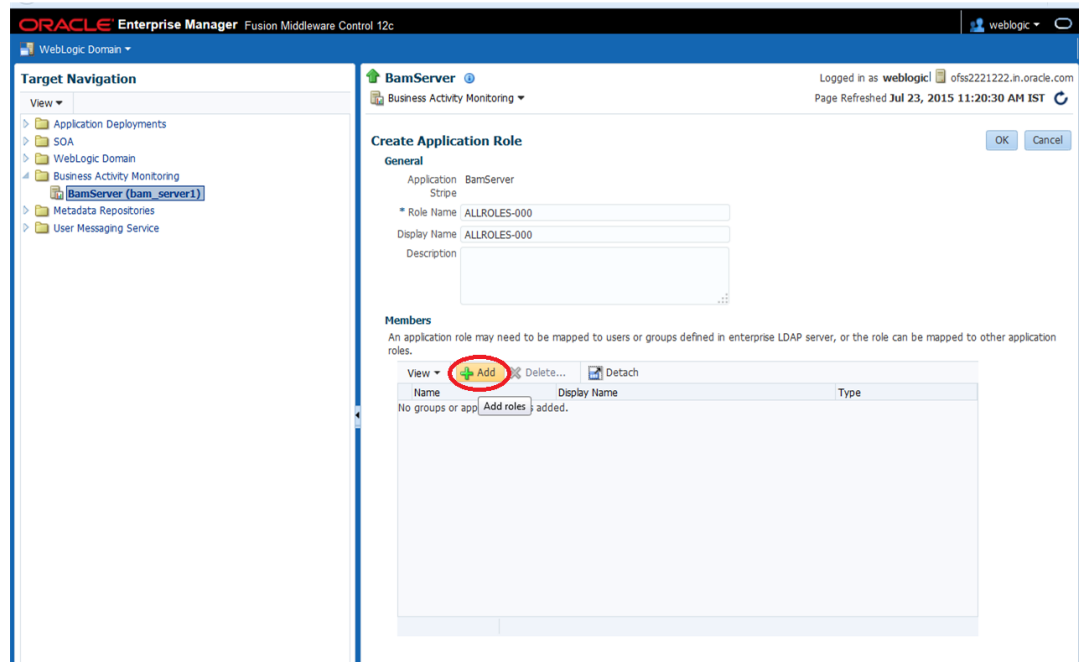 ORACLE Enterprise Manager Fusion Middleware Control 12c
weblogic
WebLogic Domain
Target Navigation
View
Application Deployments
SOA
WebLogic Domain
Business Activity Monitoring
BamServer (bam_server1)
Metadata Repositories
User Messaging Service
BamServer
Logged in as weblogic ofss2221222.in.oracle.com
Business Activity Monitoring
Page Refreshed Jul 23, 2015 11:20:30 AM IST
Create Application Role
OK Cancel
General
Application BamServer
Stripe
* Role Name ALLROLES-000
Display Name ALLROLES-000
Description
Members
An application role may need to be mapped to users or groups defined in enterprise LDAP server, or the role can be mapped to other application
roles.
View Add Delete... Detach
Name Display Name Type
No groups or app added.
Add roles